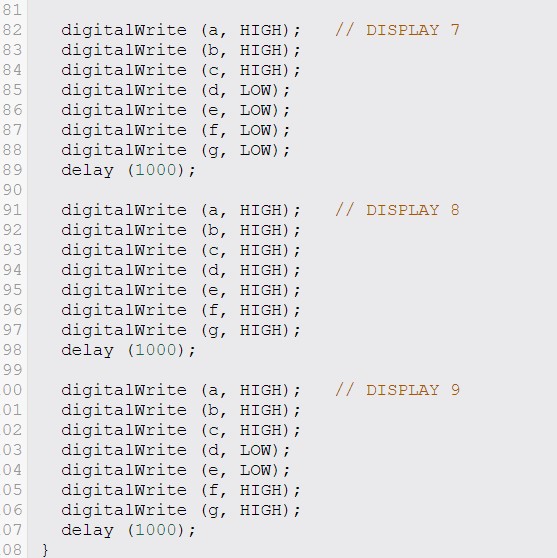 81
82 digitalWrite (a, HIGH); // DISPLAY 7
83 digitalWrite (b, HIGH);
84 digitalWrite (c, HIGH);
85 digitalWrite (d, LOW);
86 digitalWrite (e, LOW);
87 digitalWrite (f, LOW);
88 digitalWrite (g, LOW);
89 delay (1000);
90
91 digitalWrite (a, HIGH); // DISPLAY 8
92 digitalWrite (b, HIGH);
93 digitalWrite (c, HIGH);
94 digitalWrite (d, HIGH);
95 digitalWrite (e, HIGH);
96 digitalWrite (f, HIGH);
97 digitalWrite (g, HIGH);
98 delay (1000);
99
00 digitalWrite (a, HIGH); // DISPLAY 9
01 digitalWrite (b, HIGH);
02 digitalWrite (c, HIGH);
03 digitalWrite (d, LOW);
04 digitalWrite (e, LOW);
05 digitalWrite (f, HIGH);
06 digitalWrite (g, HIGH);
07 delay (1000);
08 }